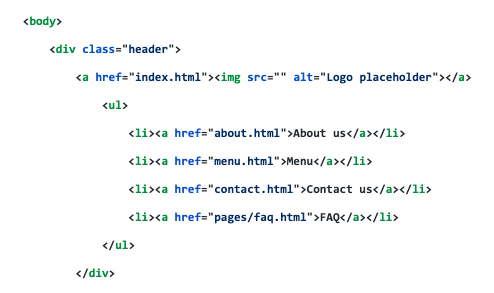 <body>
<div class="header">
<a href="index.html"><img src="" alt="Logo placeholder"></a>
<ul>
<li><a href="about.html">About us</a></li>
<li><a href="menu.html">Menu</a></li>
<li><a href="contact.html">Contact us</a></li>
<li><a href="pages/faq.html">FAQ</a></li>
</ul>
</div>